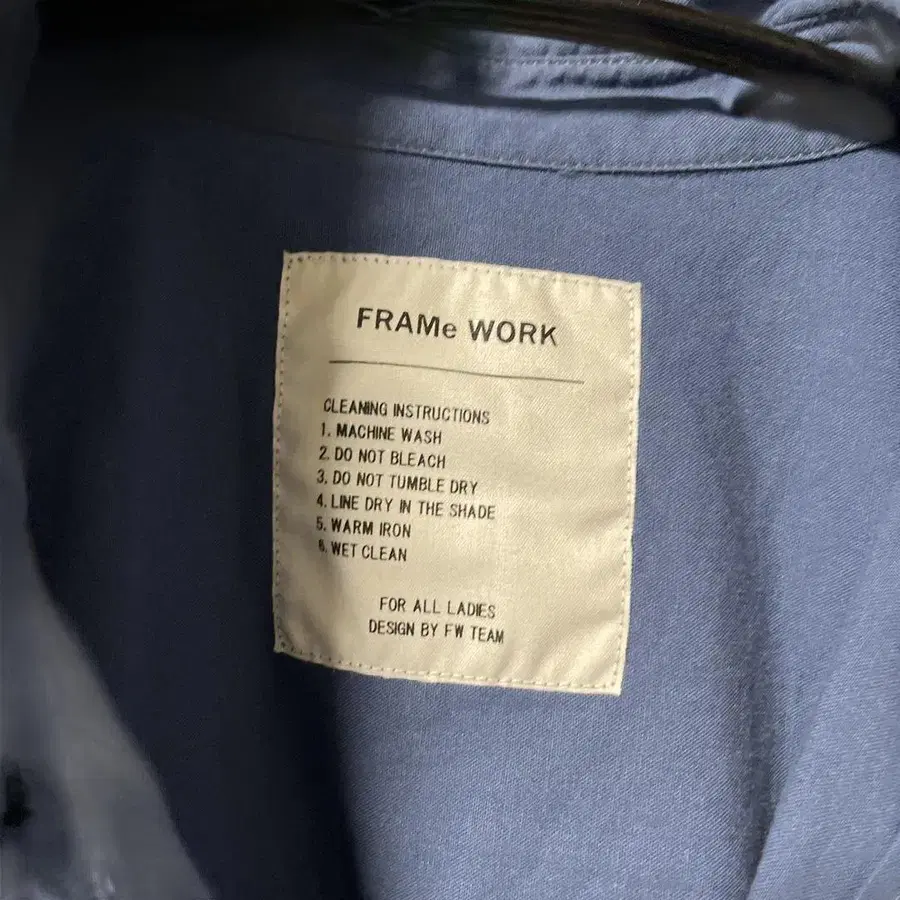 FRAMe WORK
CLEANING INSTRUCTIONS
1. MACHINE WASH
2. DO NOT BLEACH
3. DO NOT TUMBLE DRY
4. LINE DRY IN THE SHADE
5. WARM IRON
6. WET CLEAN
FOR ALL LADIES
DESIGN BY FW TEAM